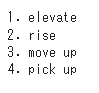 1. elevate
2. rise
3. move up
4. pick up